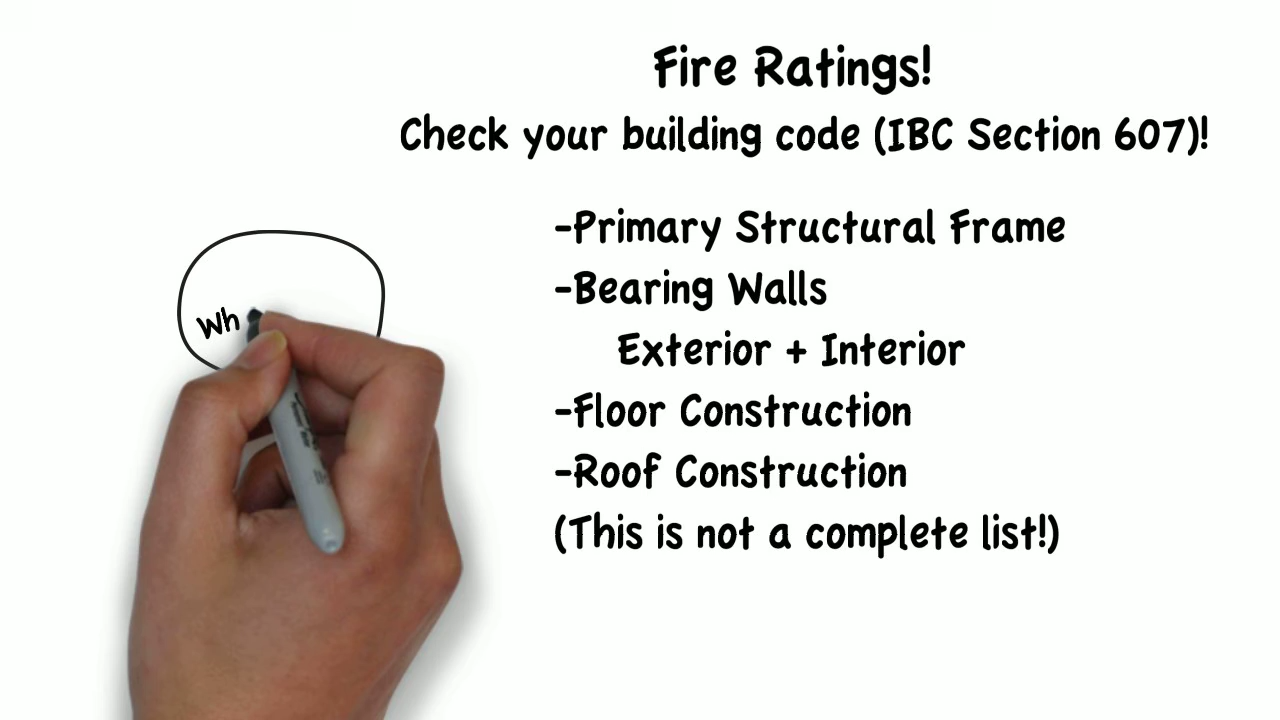 Fire Ratings!
Check your building code (IBC Section 607)!
-Primary Structural Frame
-Bearing Walls
Exterior + Interior
-Floor Construction
-Roof Construction
(This is not a complete list!)
Wh